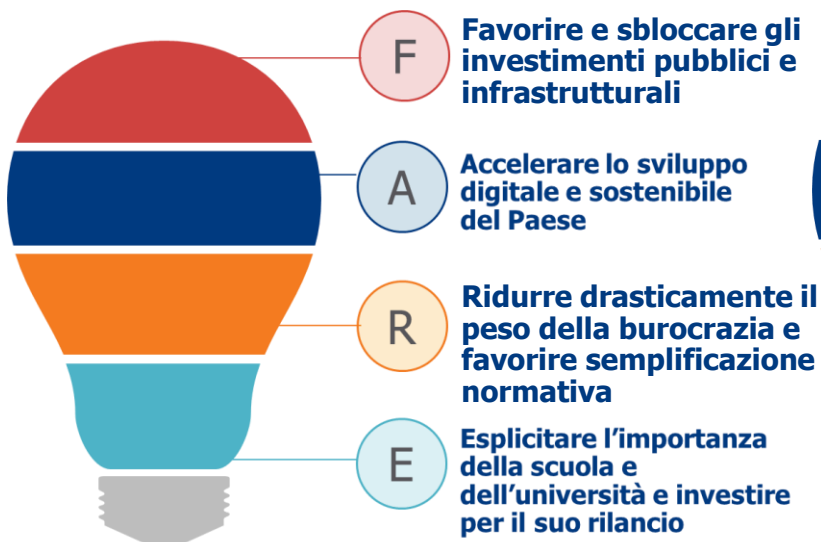 F
Favorire e sbloccare gli
investimenti pubblici e
infrastrutturali
A
Accelerare lo sviluppo
digitale e sostenibile
del Paese
R
Ridurre drasticamente il
peso della burocrazia e
favorire semplificazione
normativa
E
Esplicitare l’importanza
della scuola e
dell’università e investire
per il suo rilancio